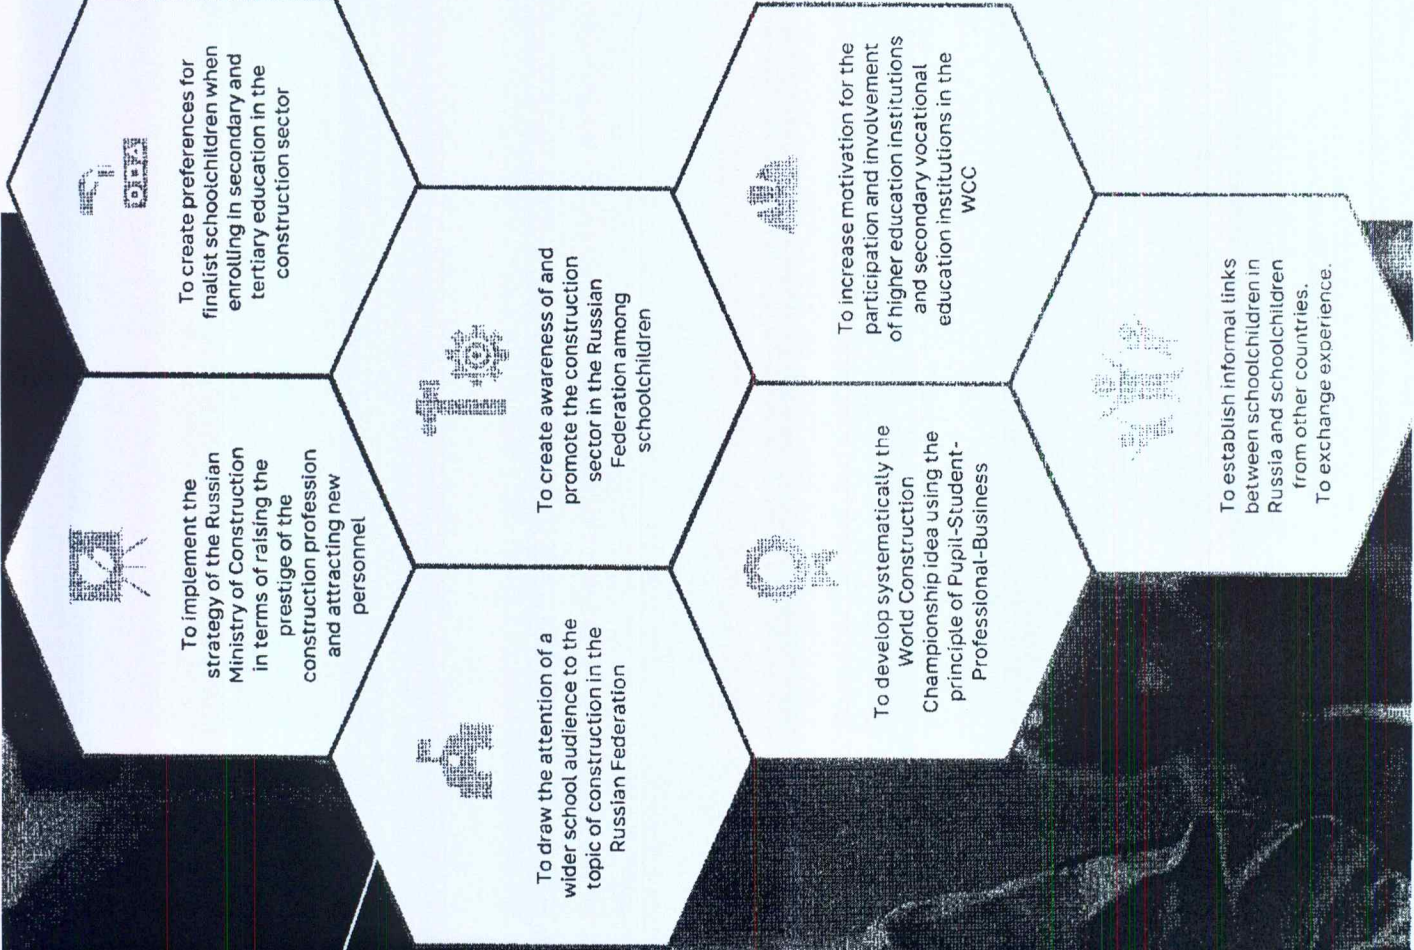 To implement the
strategy of the Russian
Ministry of Construction
in terms of raising the
prestige of the
construction profession
and attracting new
personnel
To create preferences for
finalist schoolchildren when
enrolling in secondary and
tertiary education in the
construction sector
To draw the attention of a
wider school audience to the
topic of construction in the
Russian Federation
To create awareness of and
promote the construction
sector in the Russian
Federation among
schoolchildren
To develop systematically the
World Construction
Championship idea using the
principle of Pupil-Student-
Professional-Business
To increase motivation for the
participation and involvement
of higher education institutions
and secondary vocational
education institutions in the
WCC
To establish informal links
between schoolchildren in
Russia and schoolchildren
from other countries.
To exchange experience.